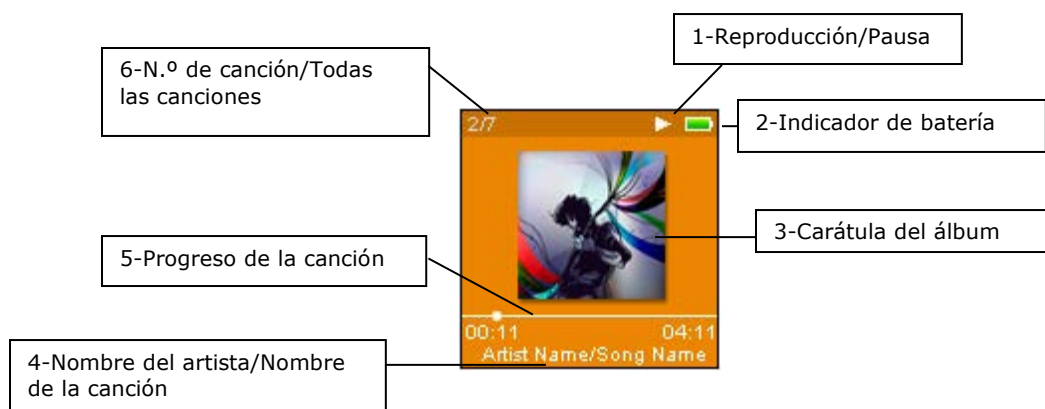 1-Reproducción/Pausa
6-N.º de canción/Todas
las canciones
2/7
2-Indicador de batería
3-Carátula del álbum
5-Progreso de la canción
00:11
04:11
Artist Name/Song Name
4-Nombre del artista/Nombre
de la canción